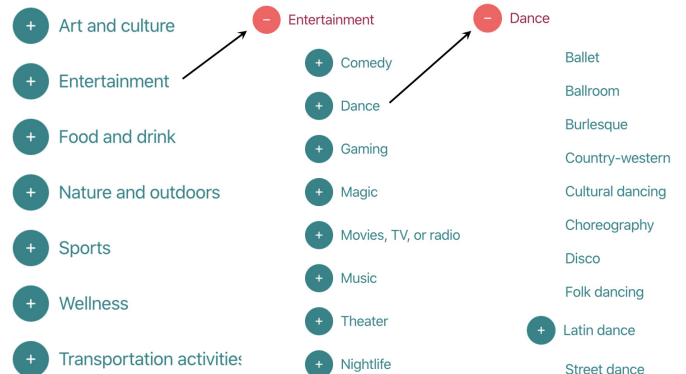 Art and culture
Entertainment
Food and drink
Nature and outdoors
Sports
Wellness
Transportation activities
Entertainment
Comedy
Dance
Gaming
Magic
Movies, TV, or radio
Music
Theater
Nightlife
Dance
Ballet
Ballroom
Burlesque
Country-western
Cultural dancing
Choreography
Disco
Folk dancing
Latin dance
Street dance